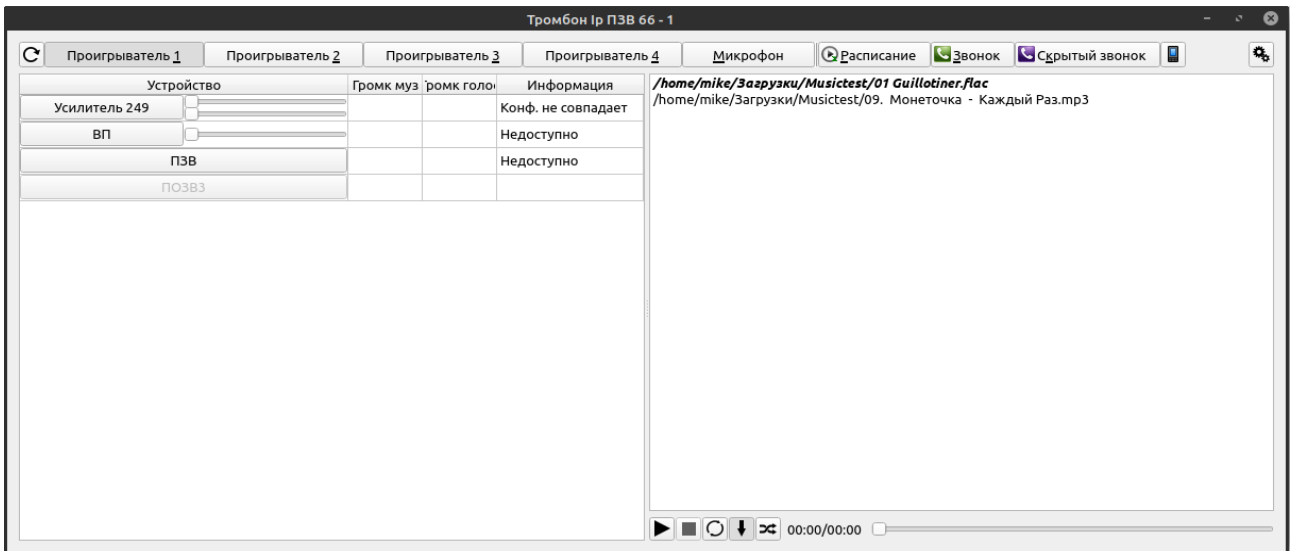 Тромбон Ip ПЗВ 66 - 1
Проигрыватель 1 Проигрыватель 2 Проигрыватель 3 Проигрыватель 4 Микрофон Расписание Звонок Скрытый звонок
Устройство Громк муз ромк голо Информация
Усилитель 249 Конф. не совпадает
ВП Недоступно
ПЗВ Недоступно
ПОЗВЗ
/home/mike/Загрузки/Musictest/01 Guillotiner.flac
/home/mike/Загрузки/Musictest/09. Монеточка - Каждый Раз.mp3
00:00/00:00